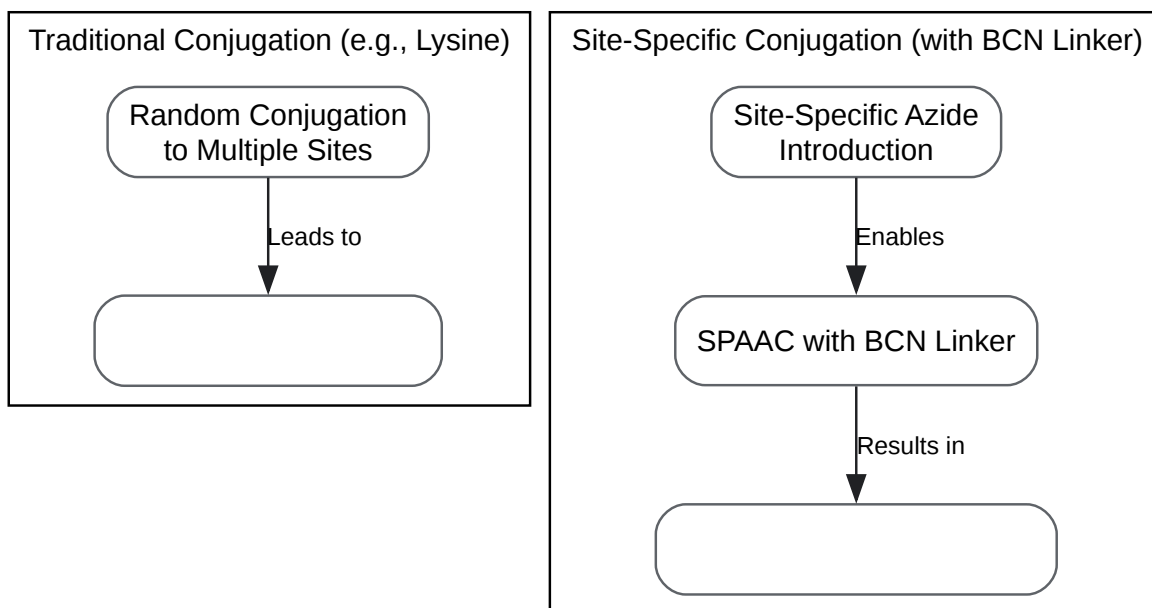 Traditional Conjugation (e.g., Lysine)
Random Conjugation
to Multiple Sites
Leads to
Site-Specific Conjugation (with BCN Linker)
Site-Specific Azide
Introduction
Enables
SPAAC with BCN Linker
Results in